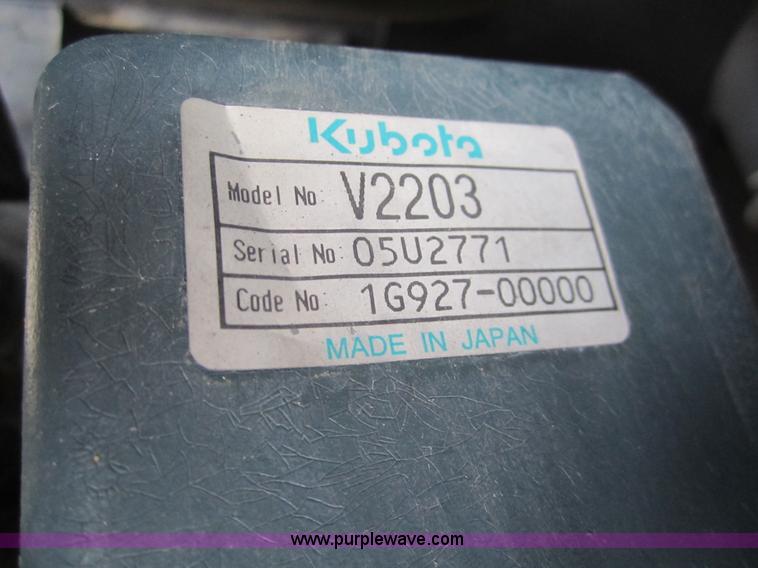 Kubota
Model No: V2203
Serial No: 05U2771
Code No: 1G927-00000
MADE IN JAPAN
www.purplewave.com